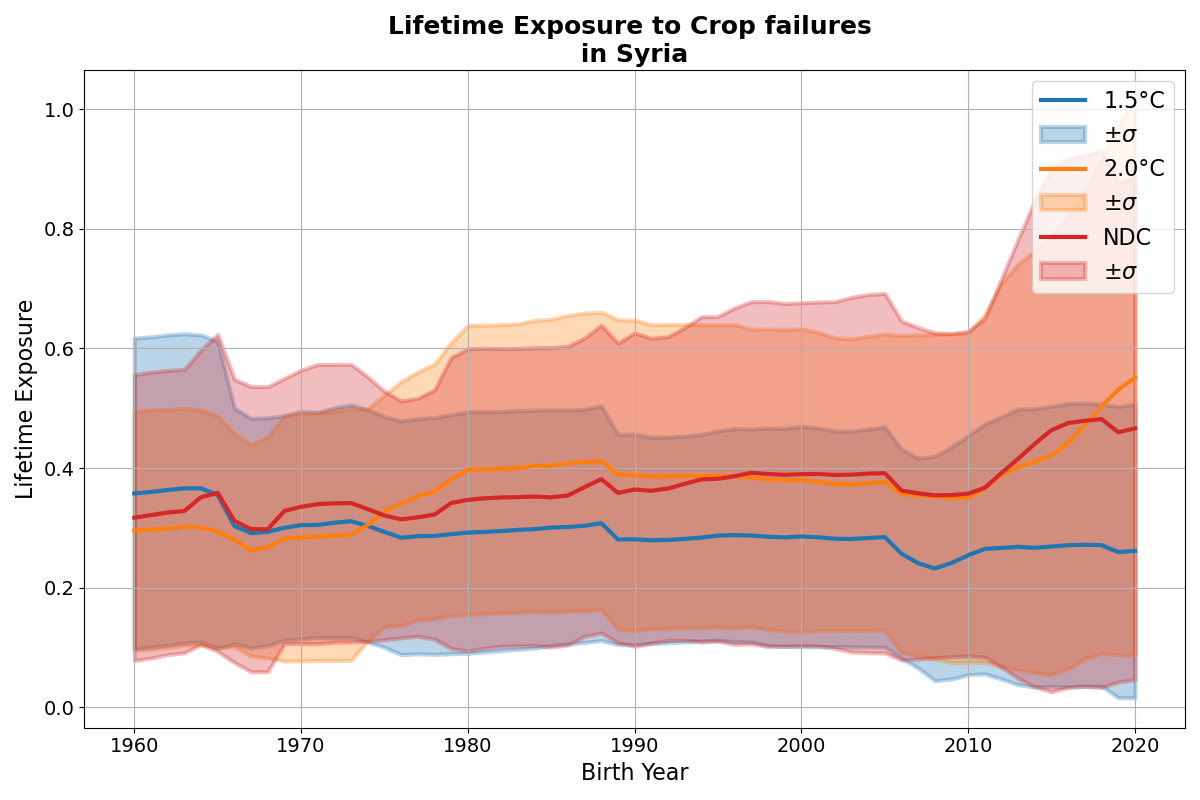 Lifetime Exposure to Crop failures
in Syria
Lifetime Exposure
1.0
0.8
0.6
0.4
0.2
0.0
1960
1970
1980
1990
2000
2010
2020
Birth Year
1.5°C
±σ
2.0°C
±σ
NDC
±σ